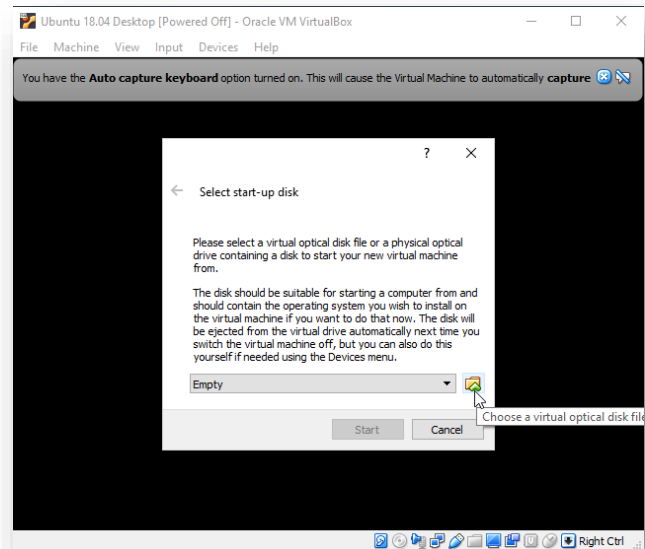 Ubuntu 18.04 Desktop [Powered Off] - Oracle VM VirtualBox
File Machine View Input Devices Help
You have the Auto capture keyboard option turned on. This will cause the Virtual Machine to automatically capture
?
Select start-up disk
Please select a virtual optical disk file or a physical optical
drive containing a disk to start your new virtual machine
from.
The disk should be suitable for starting a computer from and
should contain the operating system you wish to install on
the virtual machine if you want to do that now. The disk will
be ejected from the virtual drive automatically next time you
switch the virtual machine off, but you can also do this
yourself if needed using the Devices menu.
Empty
Choose a virtual optical disk file
Start Cancel
Right Ctrl